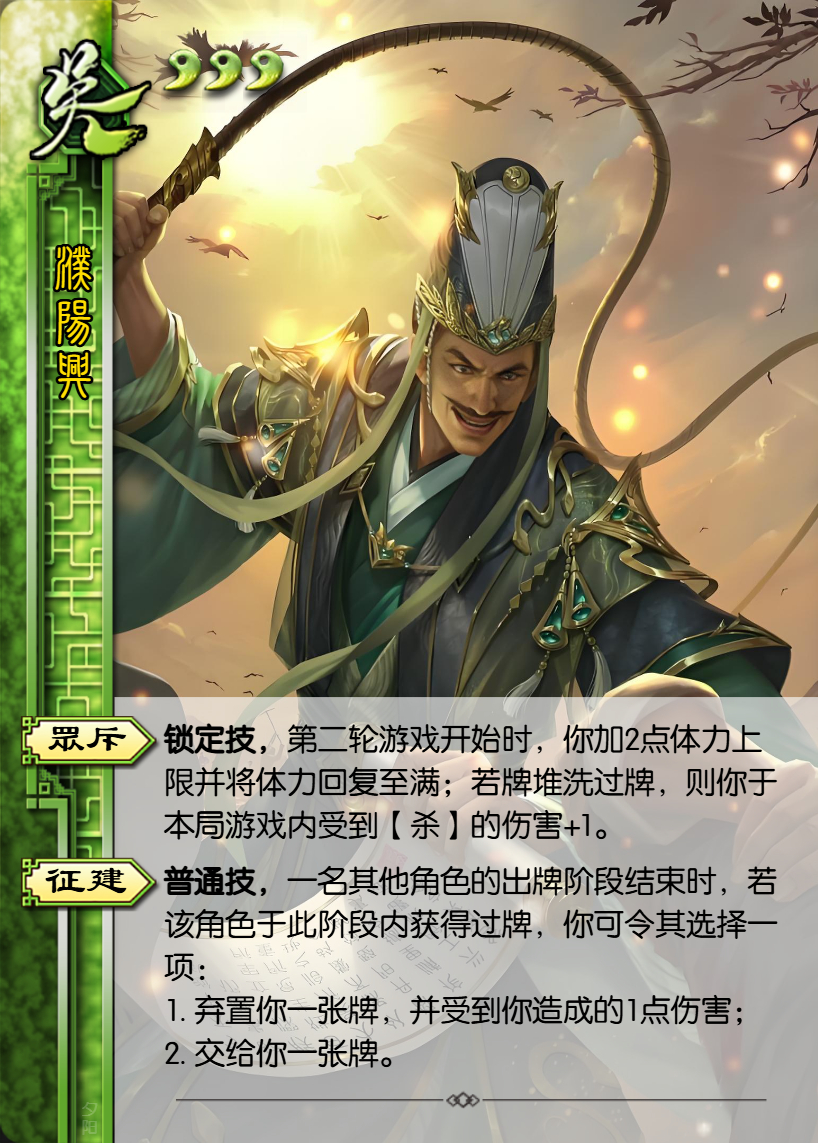 吴
濮陽興
眾斥
锁定技，第二轮游戏开始时，你加2点体力上
限并将体力回复至满；若牌堆洗过牌，则你于
本局游戏内受到【杀】的伤害+1。
征建
普通技，一名其他角色的出牌阶段结束时，若
该角色于此阶段内获得过牌，你可令其选择一
项：
1. 弃置你一张牌，并受到你造成的1点伤害；
2. 交给你一张牌。
夕阳